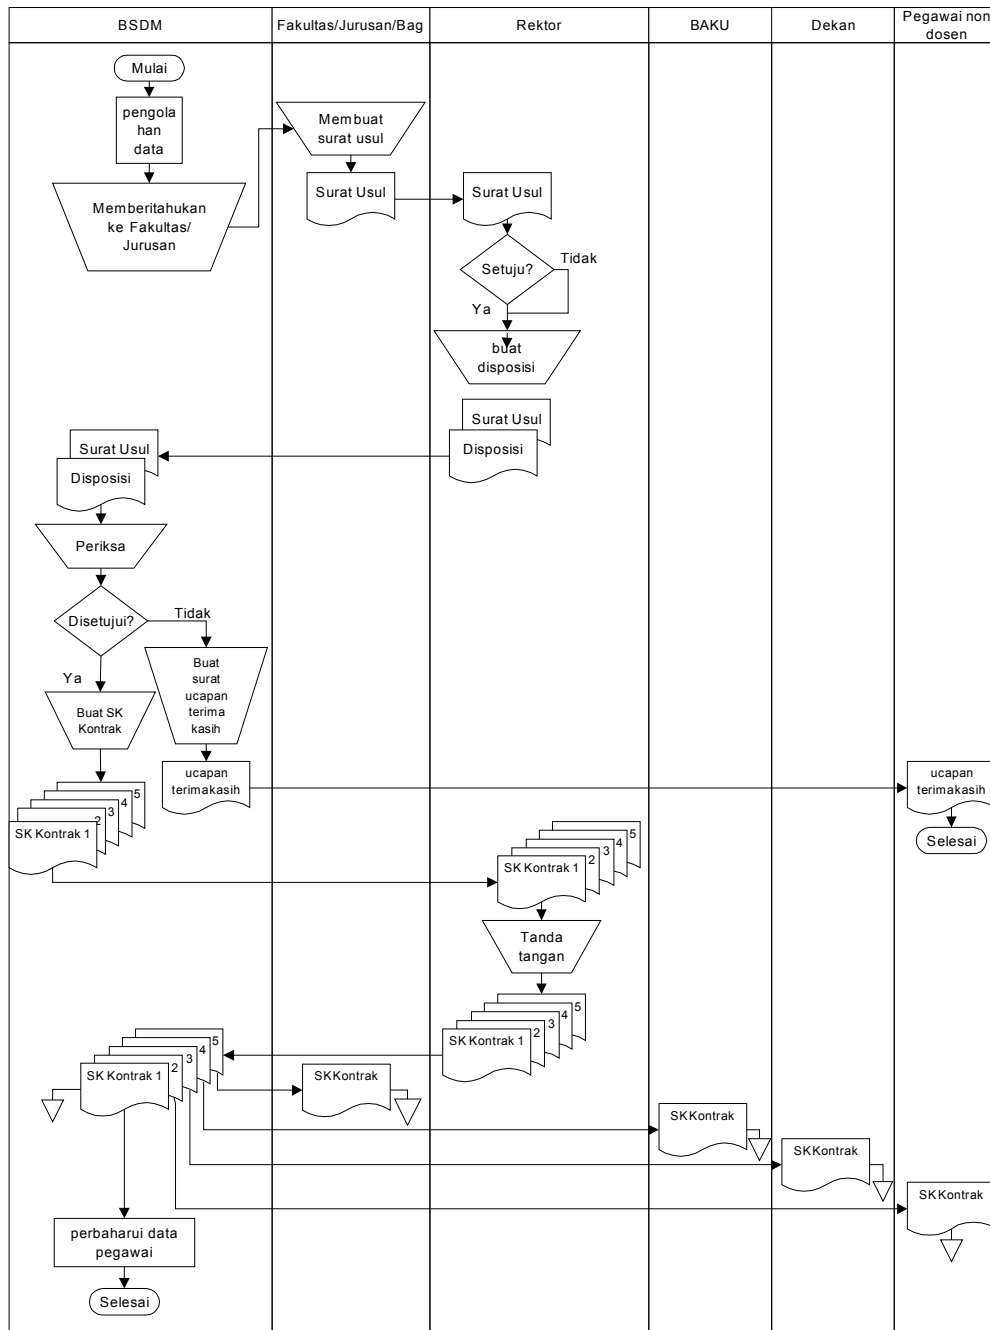 BSDM
Fakultas/Jurusan/Bag
Rektor
BAKU
Dekan
Pegawai non
dosen
Mulai
pengola
han
data
Memberitahukan
ke Fakultas/
Jurusan
Membuat
surat usul
Surat Usul
Surat Usul
Setuju?
Tidak
Ya
buat
disposisi
Surat Usul
Disposisi
Surat Usul
Disposisi
Periksa
Disetujui?
Tidak
Ya
Buat SK
Kontrak
Buat
surat
ucapan
terima
kasih
ucapan
terimakasih
ucapan
terimakasih
Selesai
5
4
3
2
SK Kontrak 1
5
4
3
2
SK Kontrak 1
Tanda
tangan
5
4
3
2
SK Kontrak 1
5
4
3
2
SK Kontrak 1
SKKontrak
SKKontrak
SKKontrak
SKKontrak
perbaharui data
pegawai
Selesai